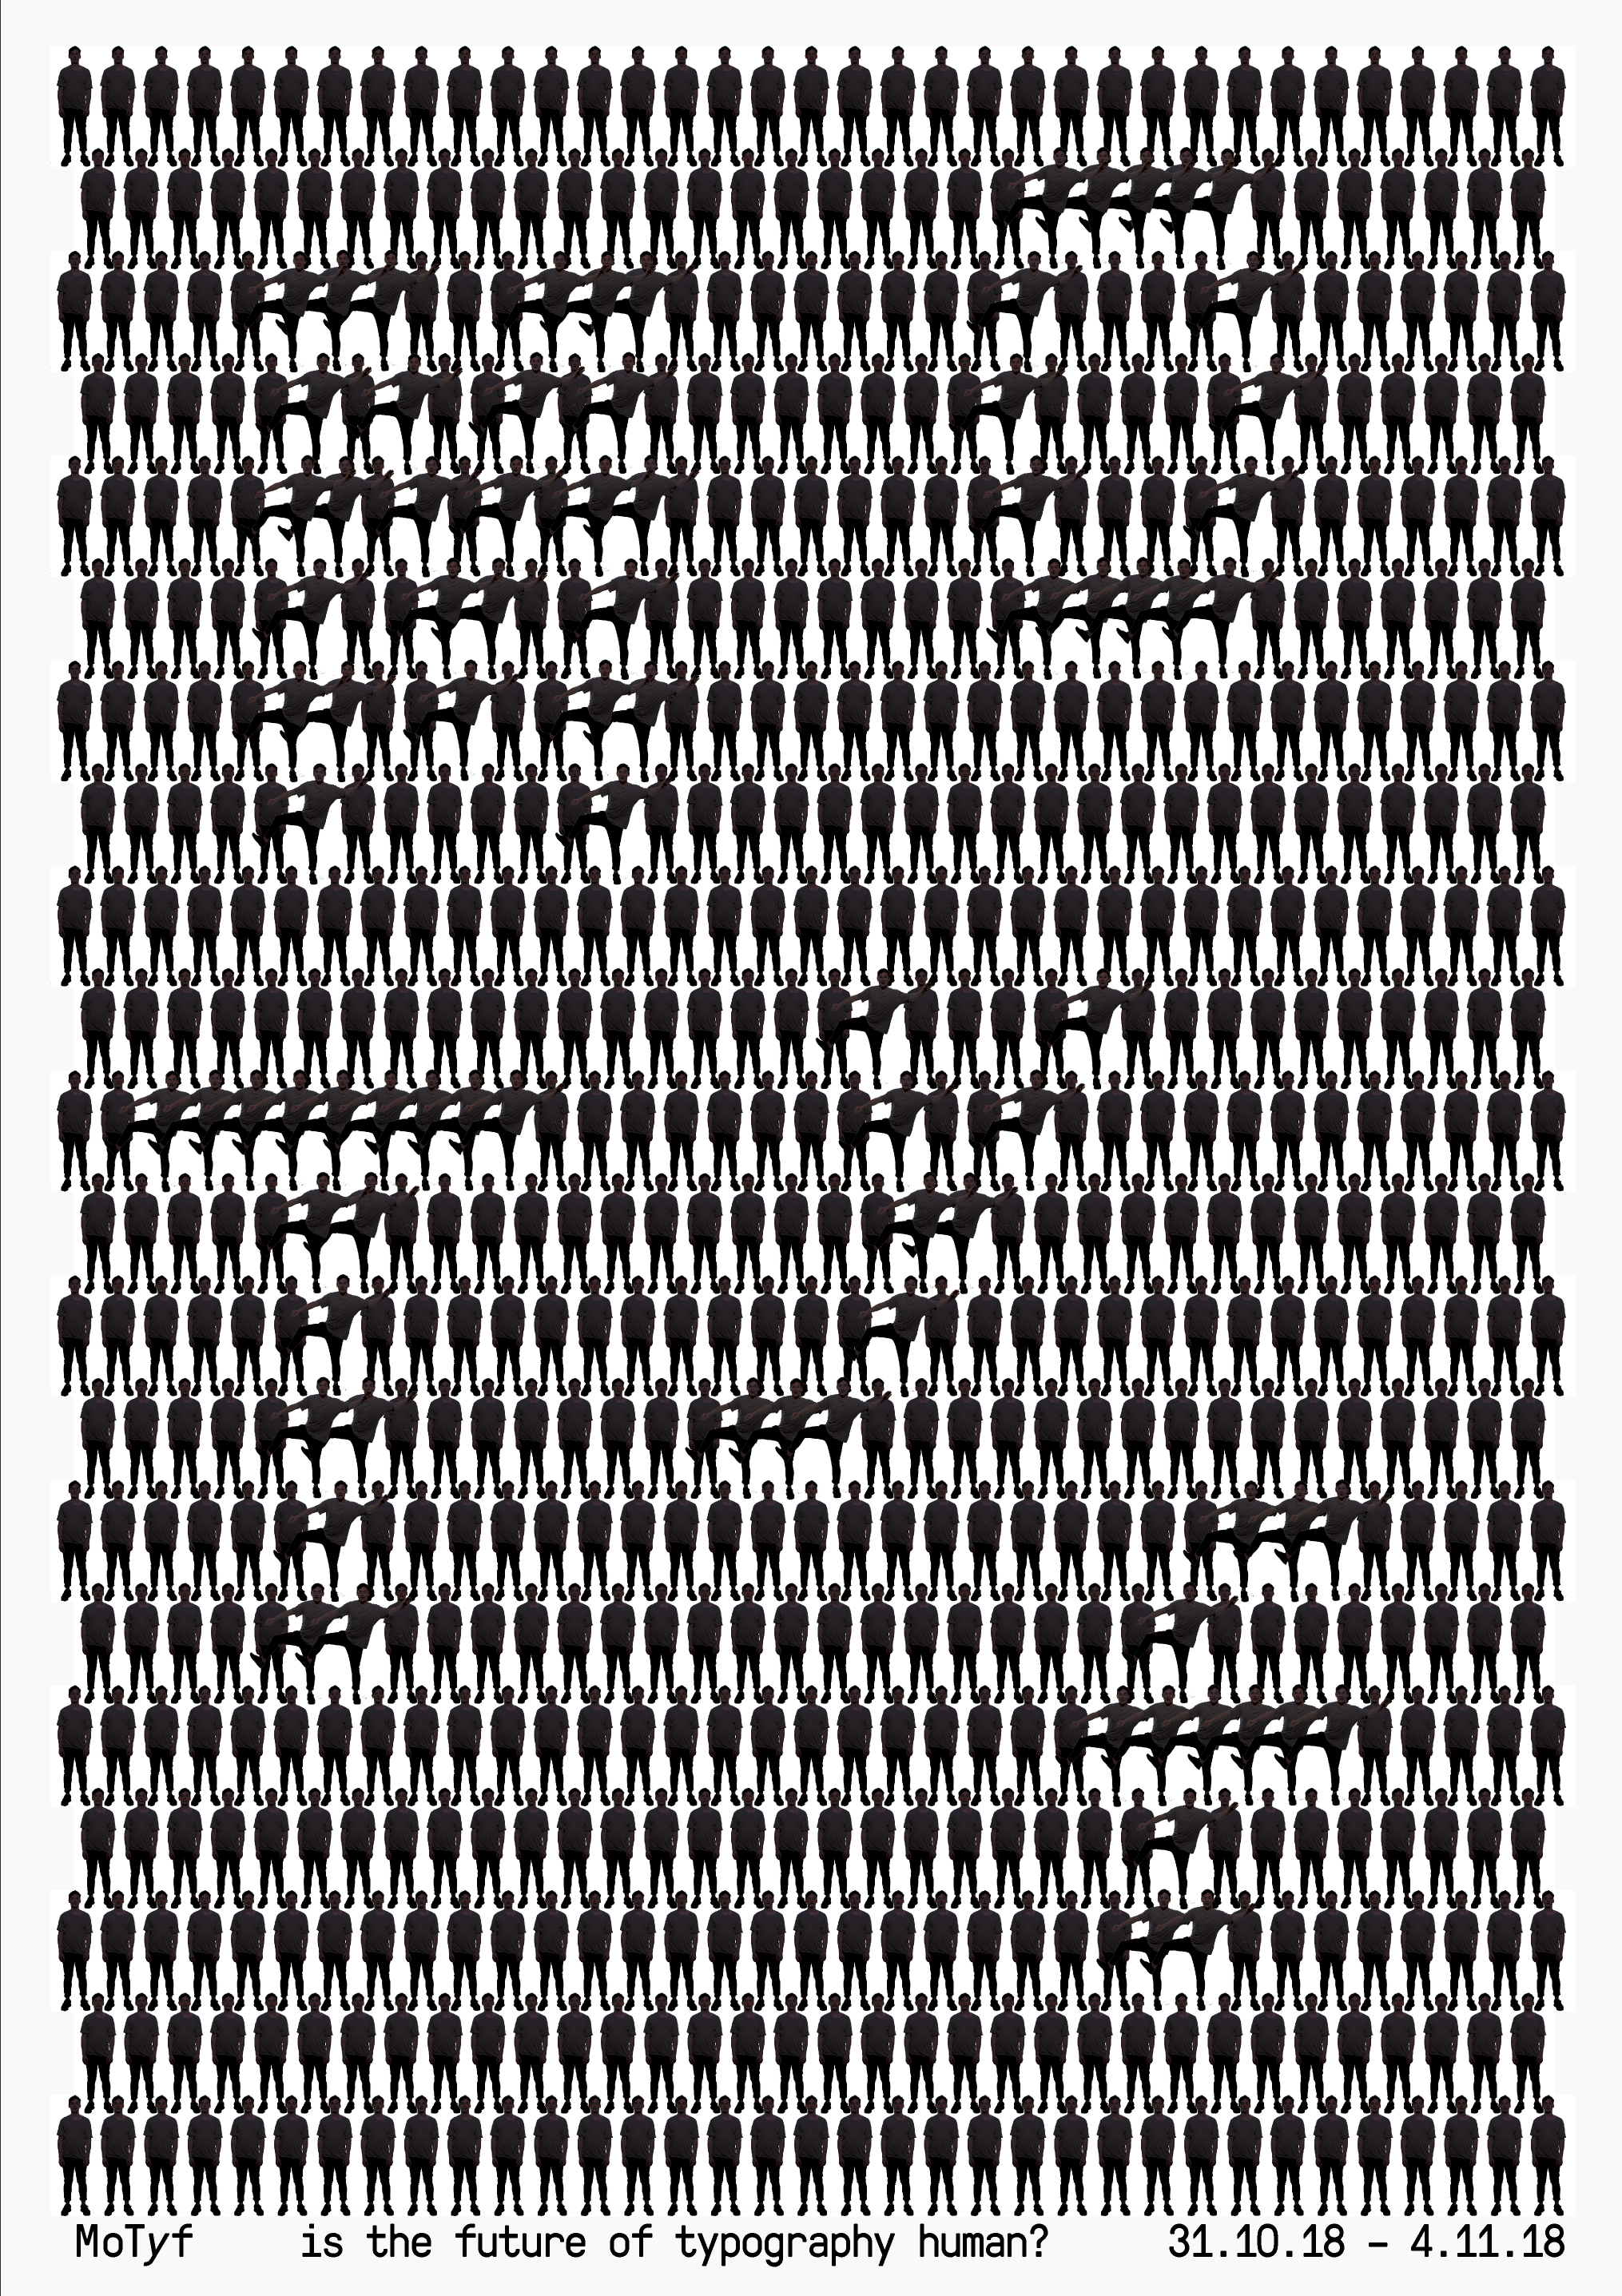 M o
T y
f
MoTyf is the future of typography human? 31.10.18 – 4.11.18